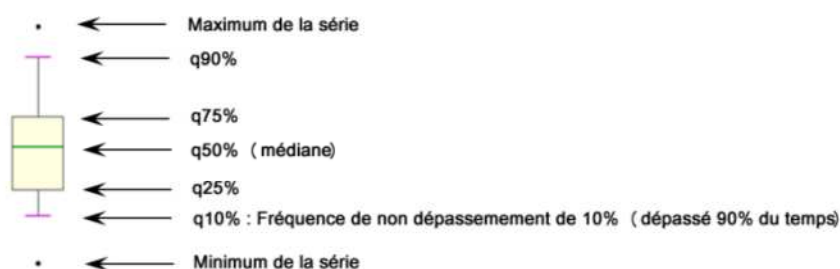 Maximum de la série
q90%
q75%
q50% (médiane)
q25%
q10% : Fréquence de non dépassemement de 10% (dépassé 90% du temps)
Minimum de la série